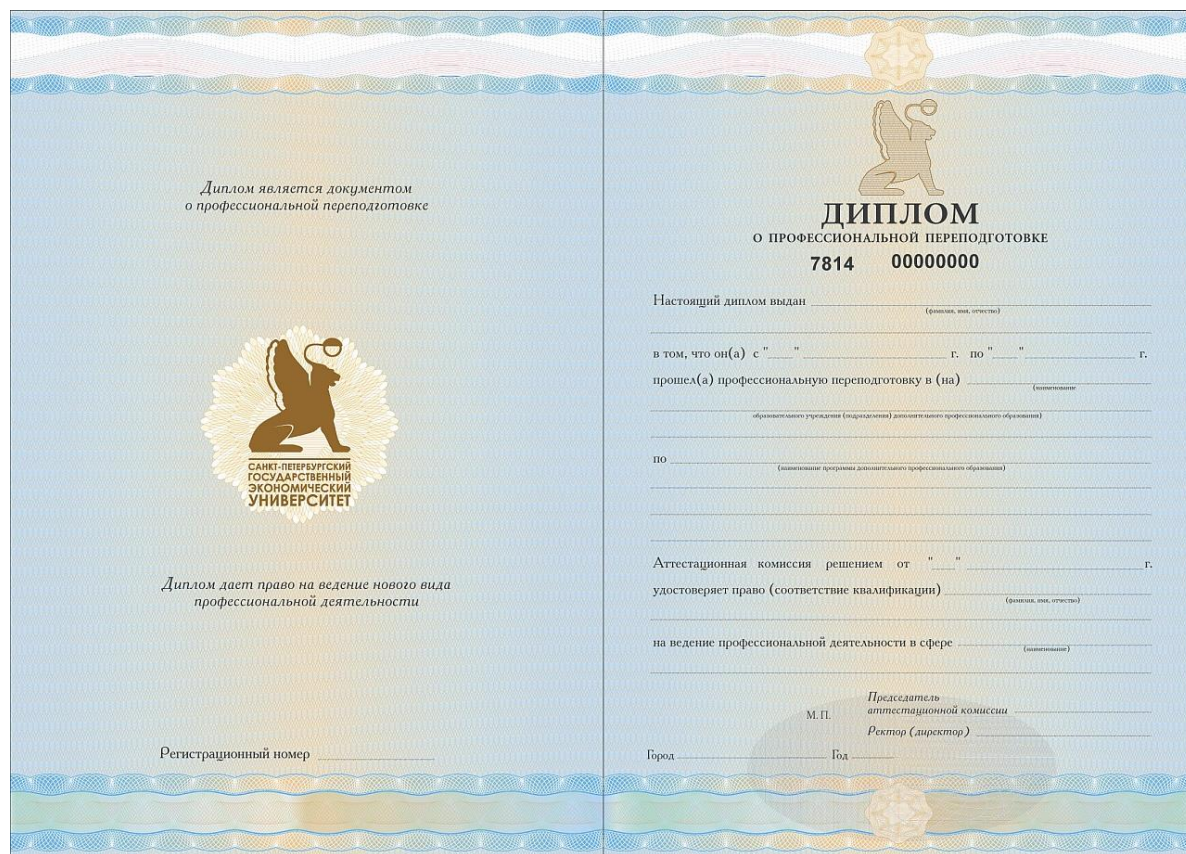 Диплом является документом
о профессиональной переподготовке
САНКТ-ПЕТЕРБУРГСКИЙ
ГОСУДАРСТВЕННЫЙ
ЭКОНОМИЧЕСКИЙ
УНИВЕРСИТЕТ
Диплом дает право на ведение нового вида
профессиональной деятельности
Регистрационный номер
ДИПЛОМ
О ПРОФЕССИОНАЛЬНОЙ ПЕРЕПОДГОТОВКЕ
7814 00000000
Настоящий диплом выдан
(фамилия, имя, отчество)
в том, что он(а) с "___" г. по "___" г.
прошел(а) профессиональную переподготовку в (на)
(наименование
образовательного учреждения (подразделения) дополнительного профессионального образования)
по
(наименование программы дополнительного профессионального образования)
Аттестационная комиссия решением от "___" г.
удостоверяет право (соответствие квалификации)
(фамилия, имя, отчество)
на ведение профессиональной деятельности в сфере
(наименование)
Председатель
аттестационной комиссии
М.П.
Ректор (директор)
Город Год